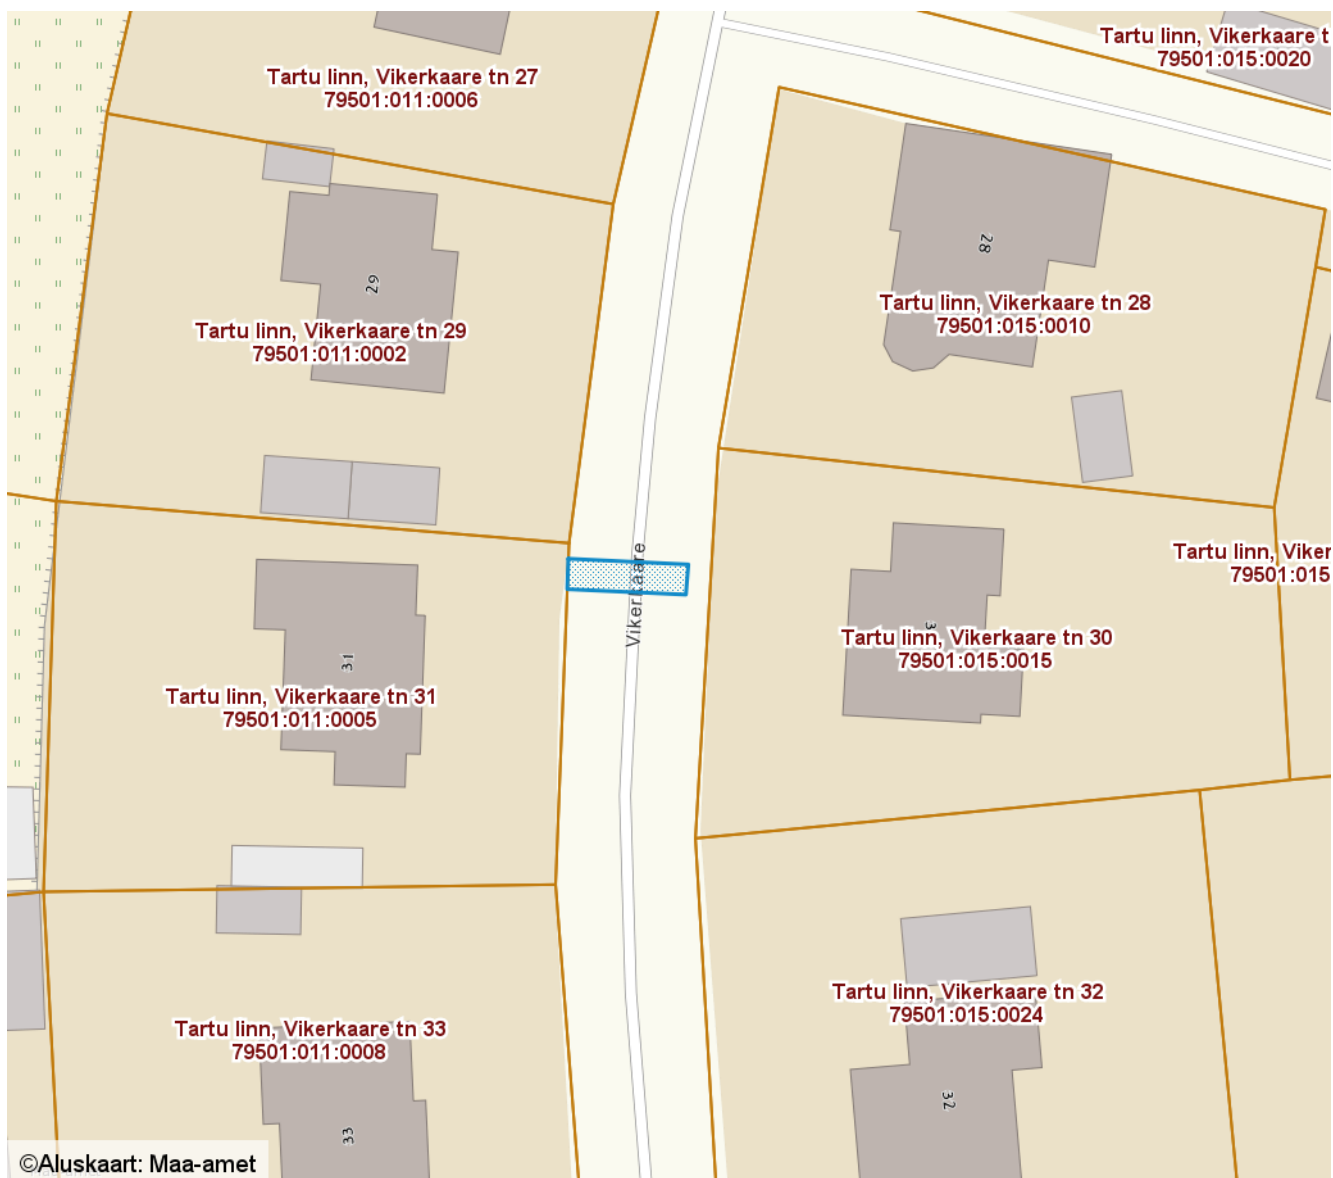 Tartu linn, Vikerkaare t
79501:015:0020
Tartu linn, Vikerkaare tn 27
79501:011:0006
28
29
Tartu linn, Vikerkaare tn 28
79501:015:0010
Tartu linn, Vikerkaare tn 29
79501:011:0002
Vikerkaare
Tartu linn, Viker
79501:015
3
Tartu linn, Vikerkaare tn 30
79501:015:0015
31
Tartu linn, Vikerkaare tn 31
79501:011:0005
Tartu linn, Vikerkaare tn 32
79501:015:0024
Tartu linn, Vikerkaare tn 33
79501:011:0008
32
33
©Aluskaart: Maa-amet